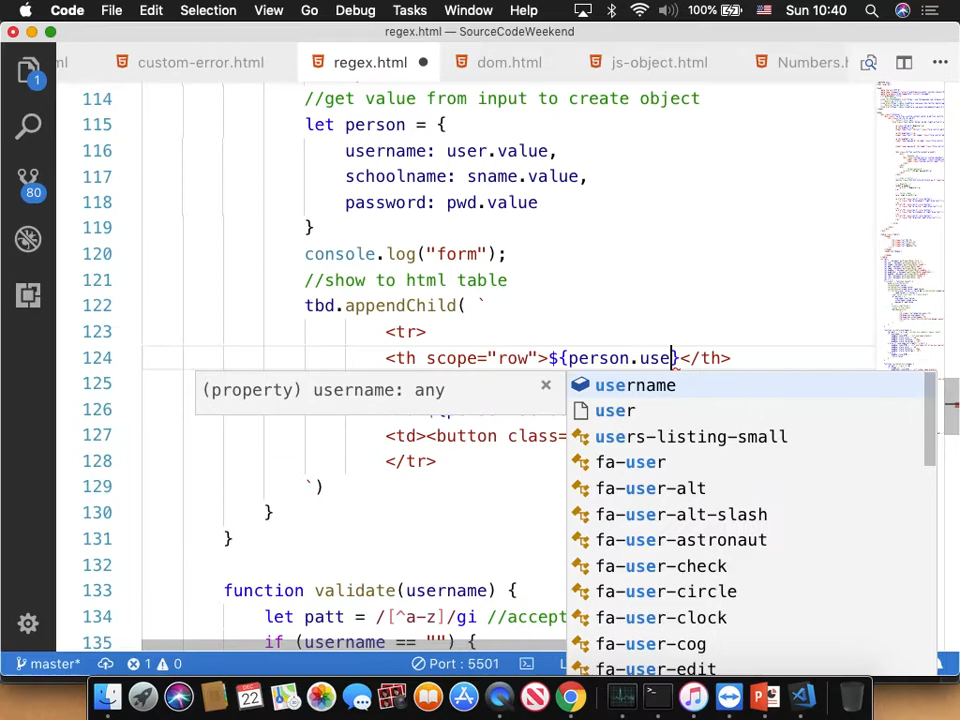 Code File Edit Selection View Go Debug Tasks Window Help 100% Sun 10:40
regex.html — SourceCodeWeekend
ml custom-error.html regex.html dom.html js-object.html Numbers.h
1
80
114 //get value from input to create object
115 let person = {
116 username: user.value,
117 schoolname: sname.value,
118 password: pwd.value
119 }
120 console.log("form");
121 //show to html table
122 tbd.appendChild( `
123 <tr>
124 <th scope="row">${person.use}</th>
125
(property) username: any ×
126
127 <td><button class=
128 </tr>
129 `)
130 }
131 }
132
133 function validate(username) {
134 let patt = /[^a-z]/gi //accept
135 if (username == "") {
username
user
users-listing-small
fa-user
fa-user-alt
fa-user-alt-slash
fa-user-astronaut
fa-user-check
fa-user-circle
fa-user-clock
fa-user-cog
fa-user-edit
master* 1 0 Port : 5501
DEC 22